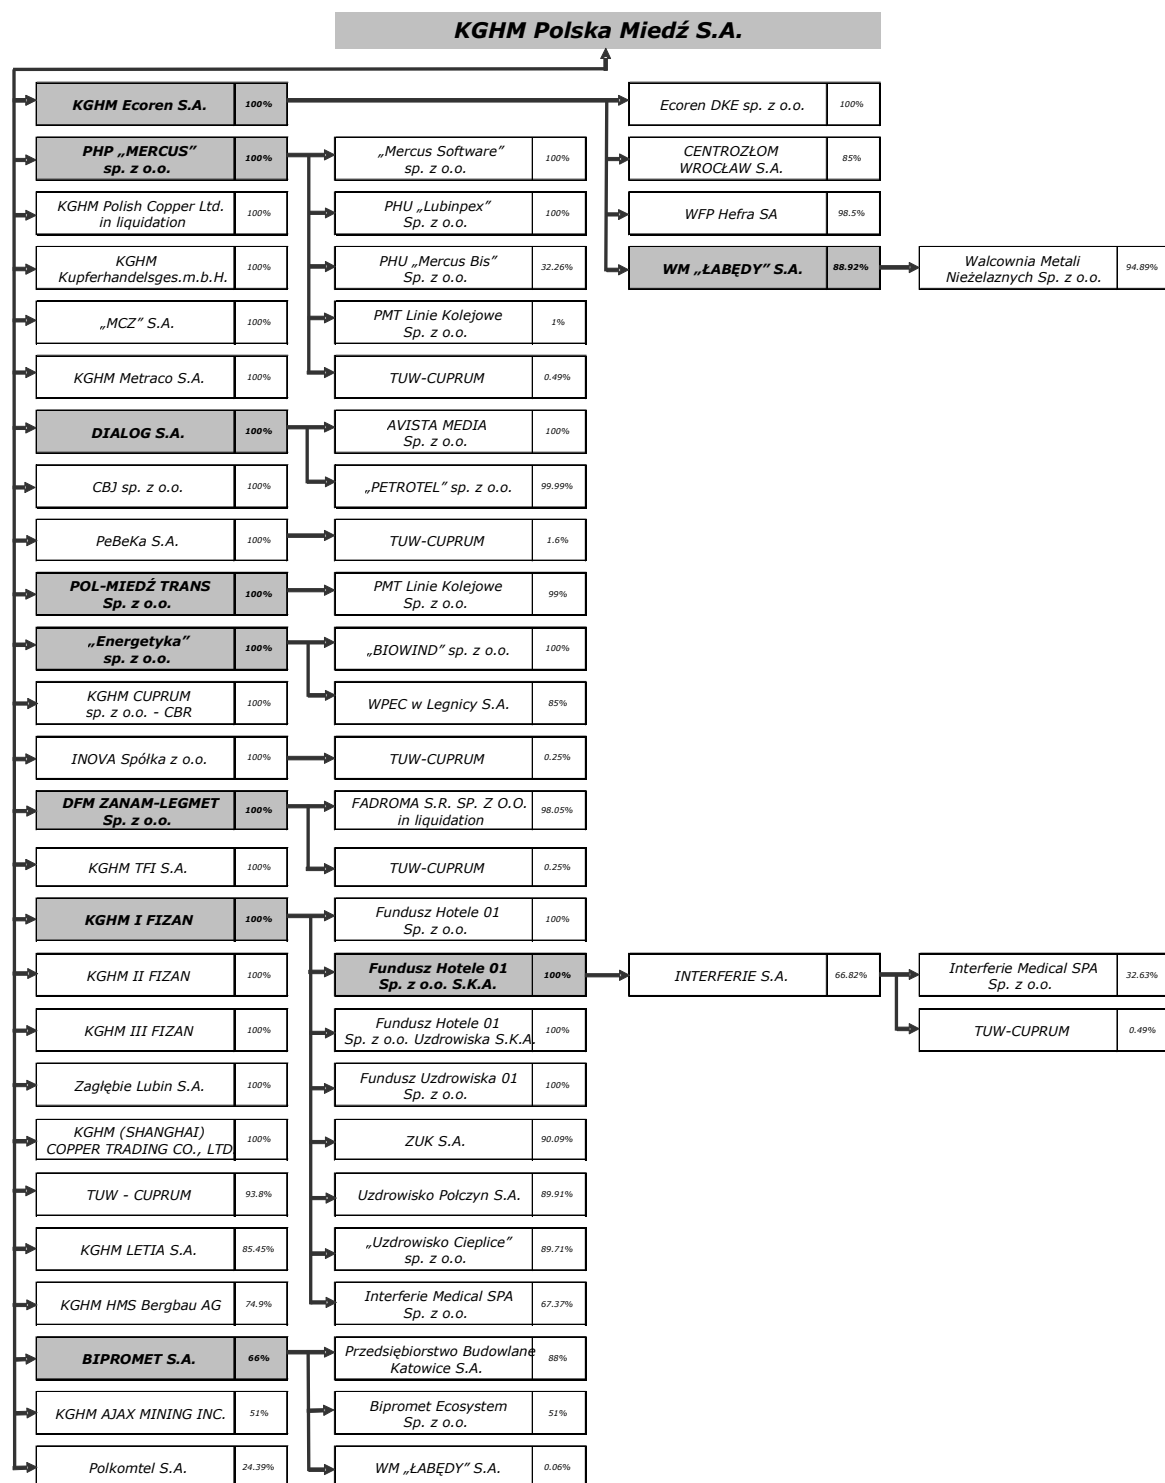 KGHM Polska Miedź S.A.
KGHM Ecoren S.A. 100%
Ecoren DKE sp. z o.o. 100%
PHP „MERCUS”
sp. z o.o. 100%
„Mercus Software”
sp. z o.o. 100%
CENTROZŁOM
WROCŁAW S.A. 85%
KGHM Polish Copper Ltd.
in liquidation 100%
PHU „Lubinpex”
Sp. z o.o. 100%
WFP Hefra SA 98.5%
KGHM
Kupferhandelsges.m.b.H. 100%
PHU „Mercus Bis”
Sp. z o.o. 32.26%
WM „ŁABĘDY” S.A. 88.92%
Walcownia Metali
Nieżelaznych Sp. z o.o. 94.89%
„MCZ” S.A. 100%
PMT Linie Kolejowe
Sp. z o.o. 1%
KGHM Metraco S.A. 100%
TUW-CUPRUM 0.49%
DIALOG S.A. 100%
AVISTA MEDIA
Sp. z o.o. 100%
CBJ sp. z o.o. 100%
„PETROTEL” sp. z o.o. 99.99%
PeBeKa S.A. 100%
TUW-CUPRUM 1.6%
POL-MIEDŹ TRANS
Sp. z o.o. 100%
PMT Linie Kolejowe
Sp. z o.o. 99%
„Energetyka”
sp. z o.o. 100%
„BIOWIND” sp. z o.o. 100%
KGHM CUPRUM
sp. z o.o. - CBR 100%
WPEC w Legnicy S.A. 85%
INOVA Spółka z o.o. 100%
TUW-CUPRUM 0.25%
DFM ZANAM-LEGMET
Sp. z o.o. 100%
FADROMA S.R. SP. Z O.O.
in liquidation 98.05%
KGHM TFI S.A. 100%
TUW-CUPRUM 0.25%
KGHM I FIZAN 100%
Fundusz Hotele 01
Sp. z o.o. 100%
KGHM II FIZAN 100%
Fundusz Hotele 01
Sp. z o.o. S.K.A. 100%
INTERFERIE S.A. 66.82%
Interferie Medical SPA
Sp. z o.o. 32.63%
KGHM III FIZAN 100%
Fundusz Hotele 01
Sp. z o.o. Uzdrowiska S.K.A. 100%
TUW-CUPRUM 0.49%
Zagłębie Lubin S.A. 100%
Fundusz Uzdrowiska 01
Sp. z o.o. 100%
KGHM (SHANGHAI)
COPPER TRADING CO., LTD 100%
ZUK S.A. 90.09%
TUW - CUPRUM 93.8%
Uzdrowisko Połczyn S.A. 89.91%
KGHM LETIA S.A. 85.45%
„Uzdrowisko Cieplice”
sp. z o.o. 89.71%
KGHM HMS Bergbau AG 74.9%
Interferie Medical SPA
Sp. z o.o. 67.37%
BIPROMET S.A. 66%
Przedsiębiorstwo Budowlane
Katowice S.A. 88%
KGHM AJAX MINING INC. 51%
Bipromet Ecosystem
Sp. z o.o. 51%
Polkomtel S.A. 24.39%
WM „ŁABĘDY” S.A. 0.06%